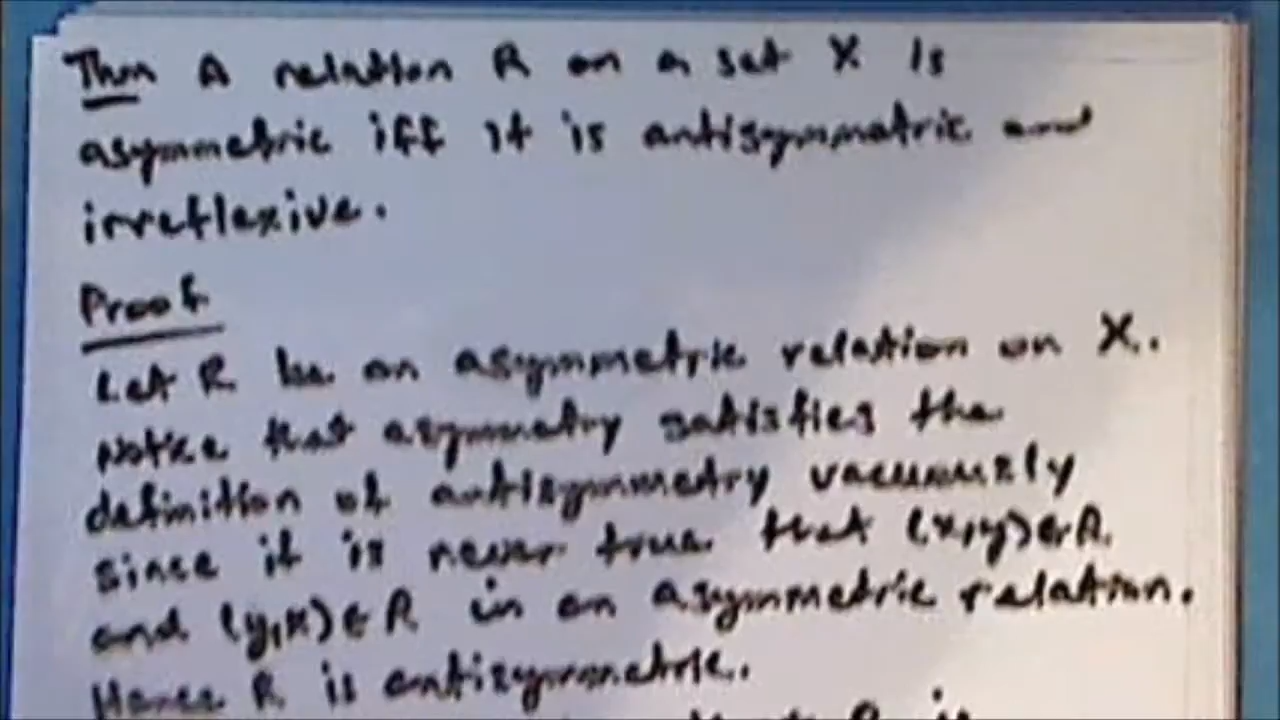 Thm A relation R on a set X is
asymmetric iff it is antisymmetric and
irreflexive.
Proof
Let R be an asymmetric relation on X.
Notice that asymmetry satisfies the
definition of antisymmetry vacuously
since it is never true that (x,y)∈R
and (y,x)∈R in an asymmetric relation.
Hence R is antisymmetric.
R is